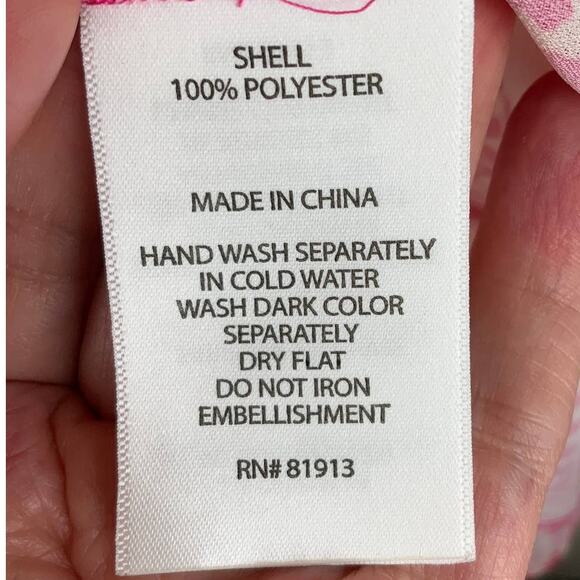 SHELL
100% POLYESTER
MADE IN CHINA
HAND WASH SEPARATELY
IN COLD WATER
WASH DARK COLOR
SEPARATELY
DRY FLAT
DO NOT IRON
EMBELLISHMENT
RN# 81913